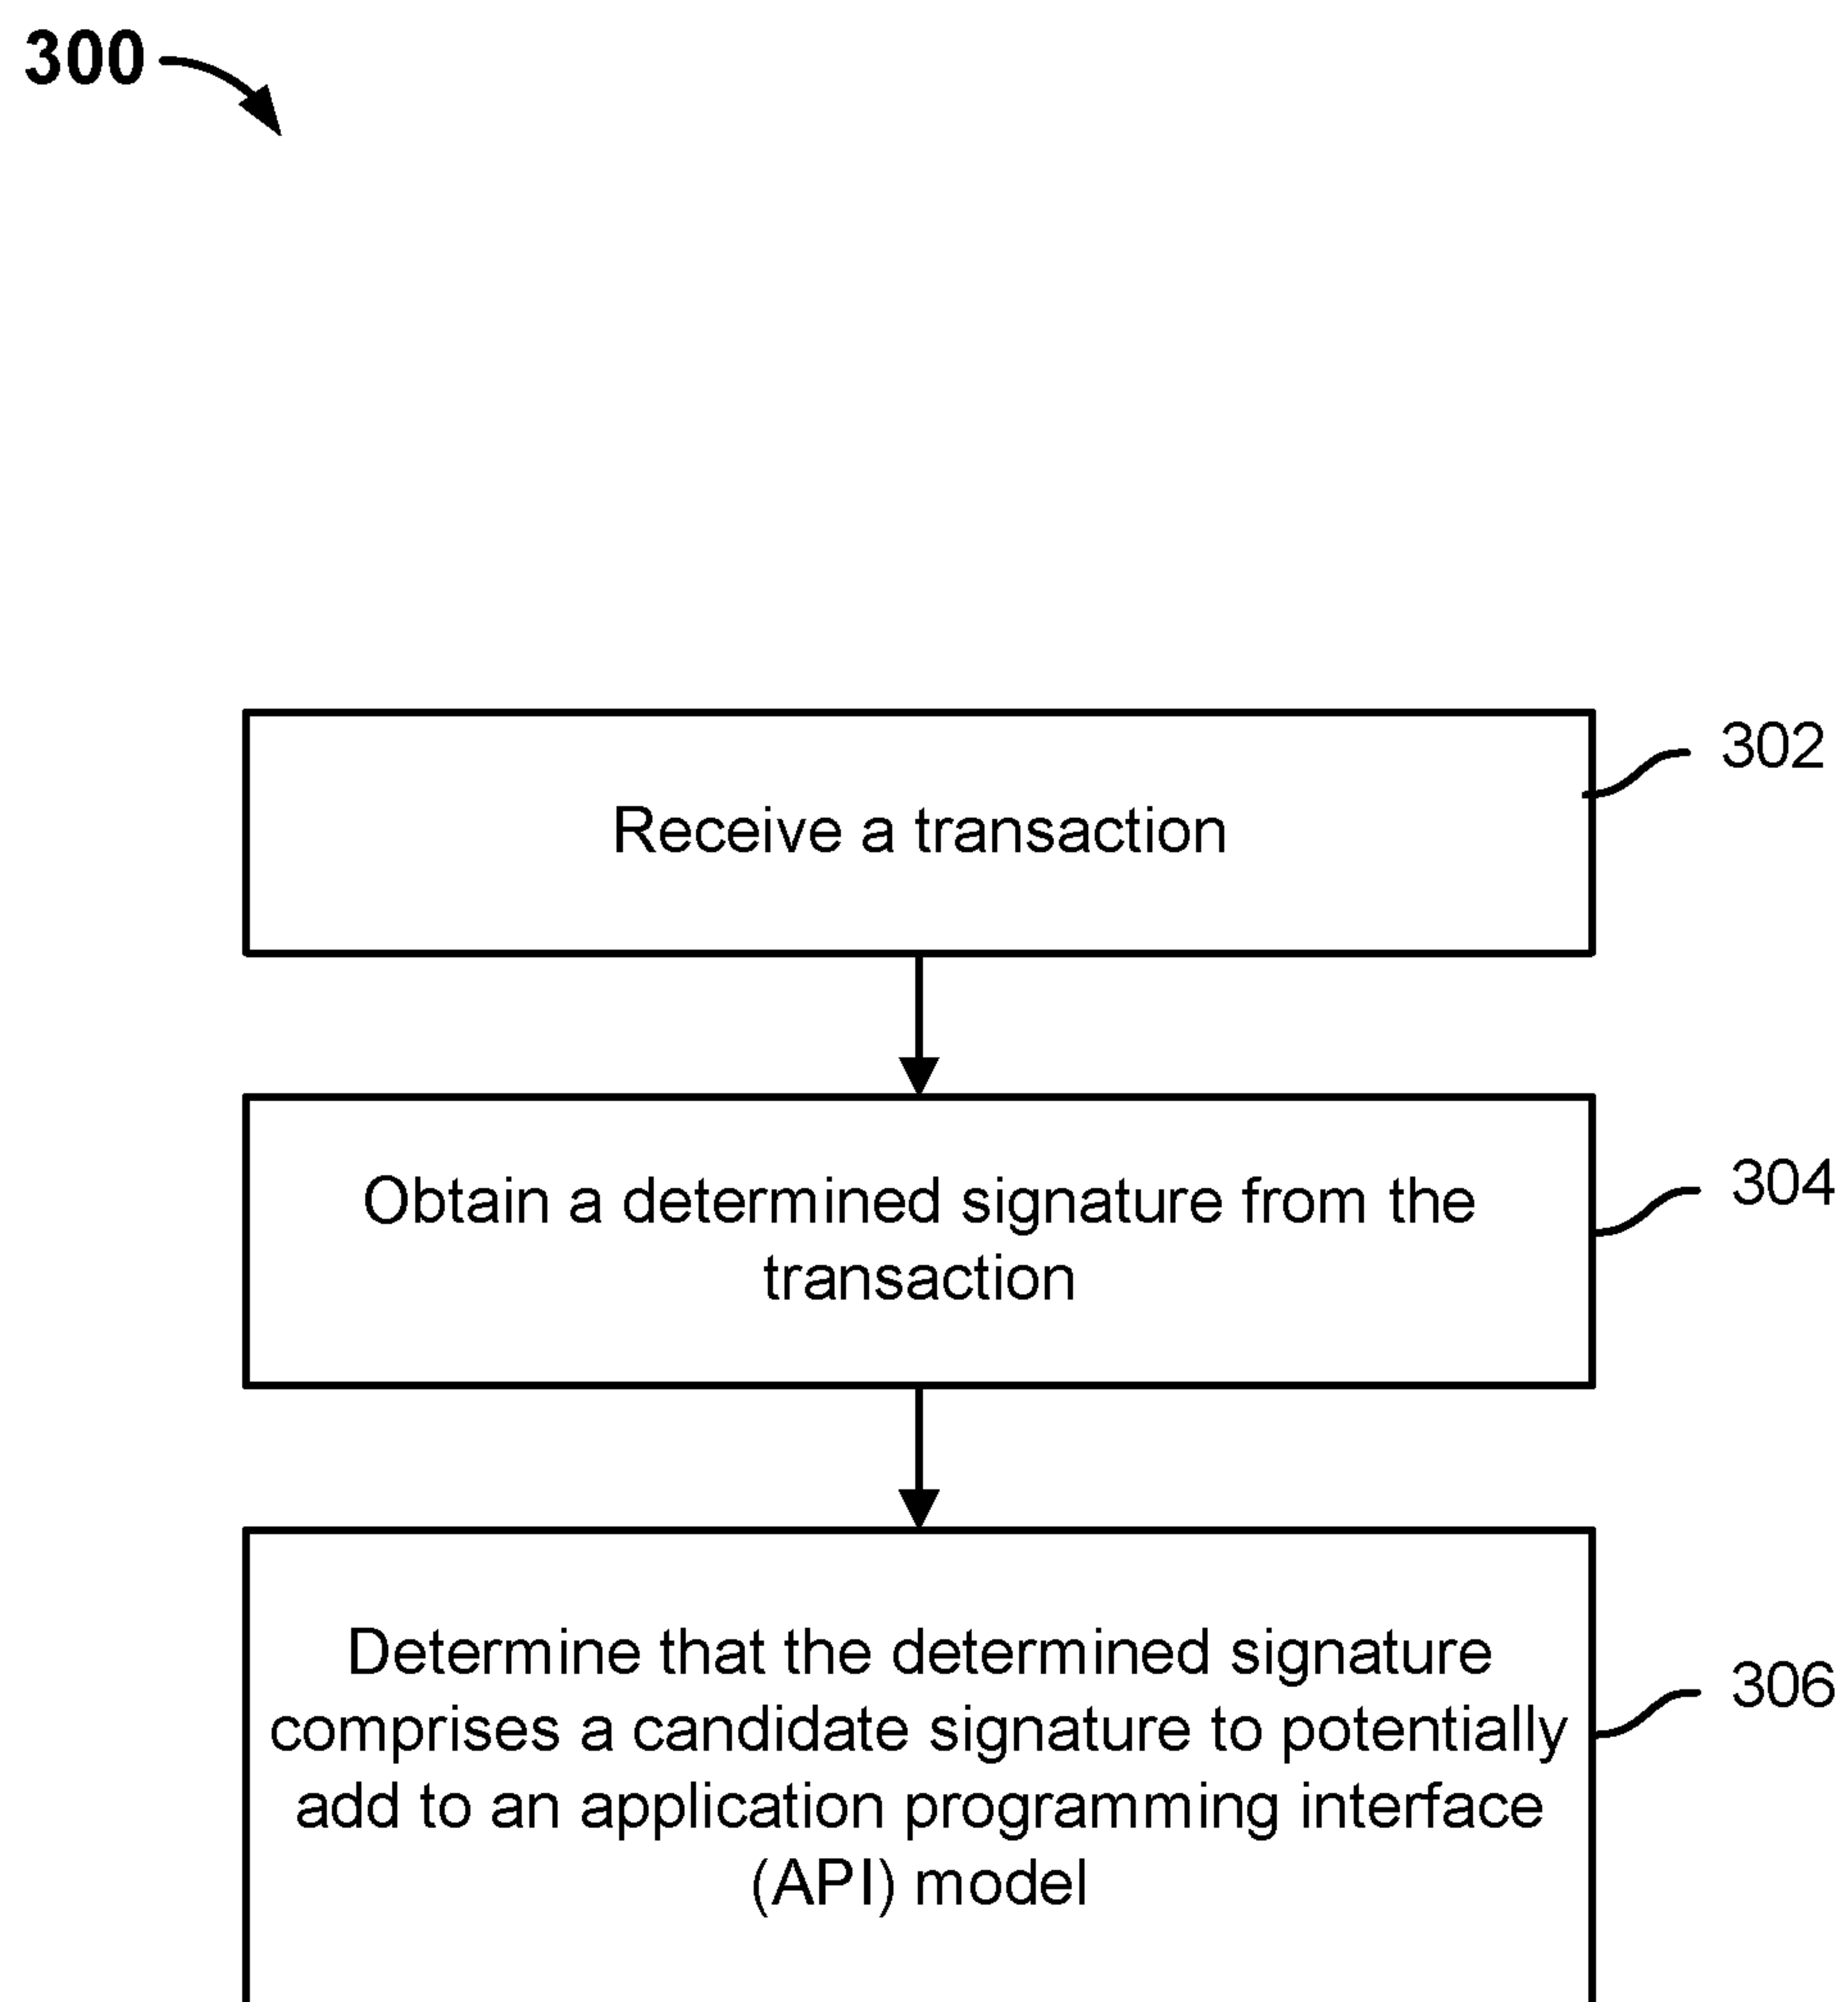 300
302
Receive a transaction
304
Obtain a determined signature from the
transaction
306
Determine that the determined signature
comprises a candidate signature to potentially
add to an application programming interface
(API) model